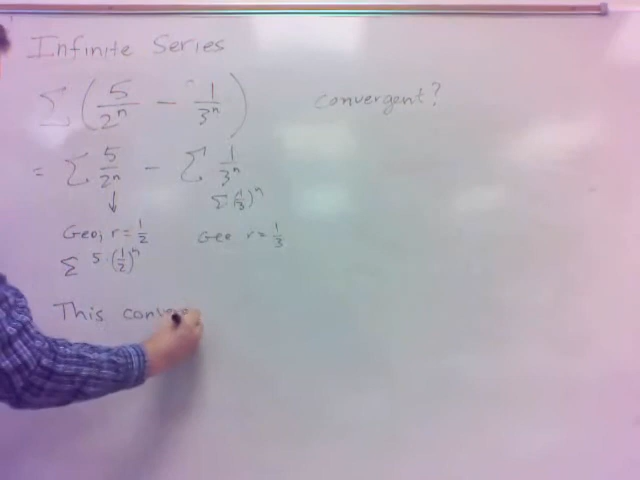 Infinite Series
∑ ( 5/2ⁿ − 1/3ⁿ ) convergent?
= ∑ 5/2ⁿ − ∑ 1/3ⁿ
↓ ∑ (1/3)ⁿ
Geo, r = 1/2 Geo r = 1/3
∑ 5·(1/2)ⁿ
This conve